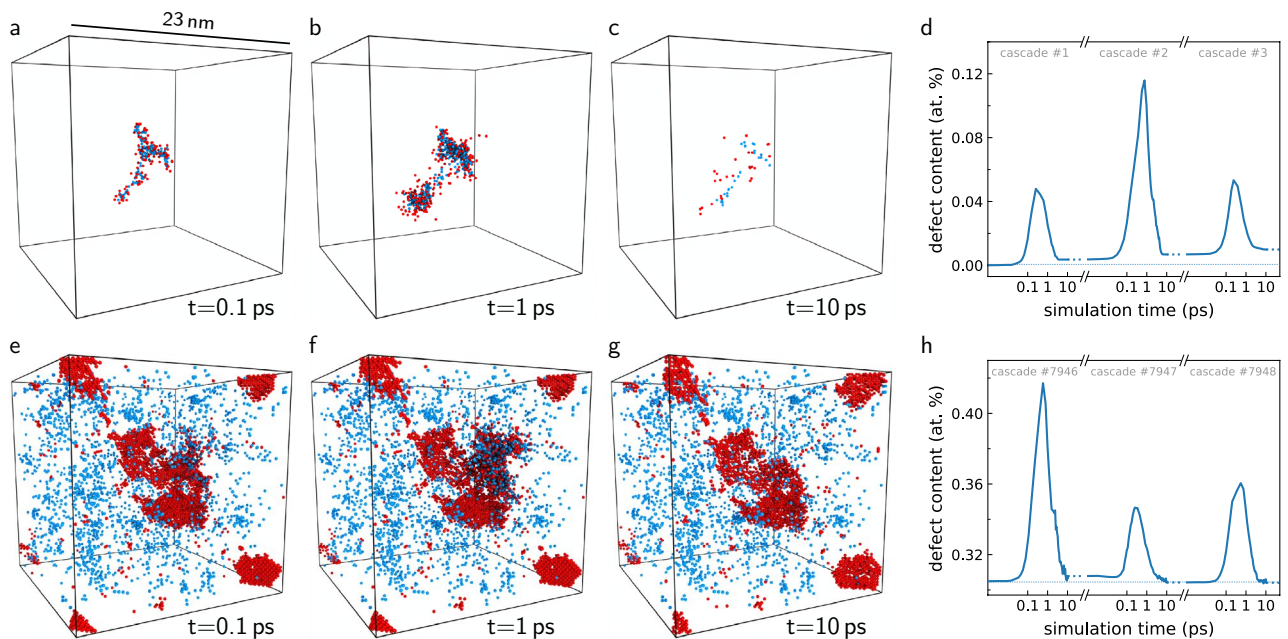 a
23 nm
t=0.1 ps
b
t=1 ps
c
t=10 ps
d
cascade #1 cascade #2 cascade #3
0.12
0.08
0.04
0.00
defect content (at. %)
0.1 1 10 0.1 1 10 0.1 1 10
simulation time (ps)
e
t=0.1 ps
f
t=1 ps
g
t=10 ps
h
cascade #7946 cascade #7947 cascade #7948
0.40
0.36
0.32
defect content (at. %)
0.1 1 10 0.1 1 10 0.1 1 10
simulation time (ps)